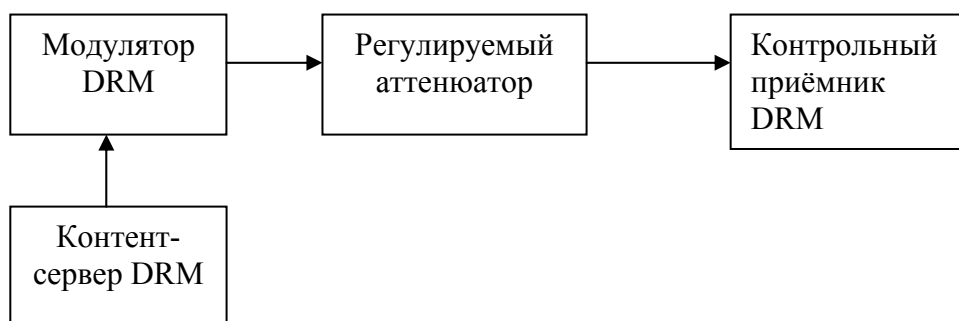 Модулятор
DRM
Регулируемый
аттенюатор
Контрольный
приёмник
DRM
Контент-
сервер DRM